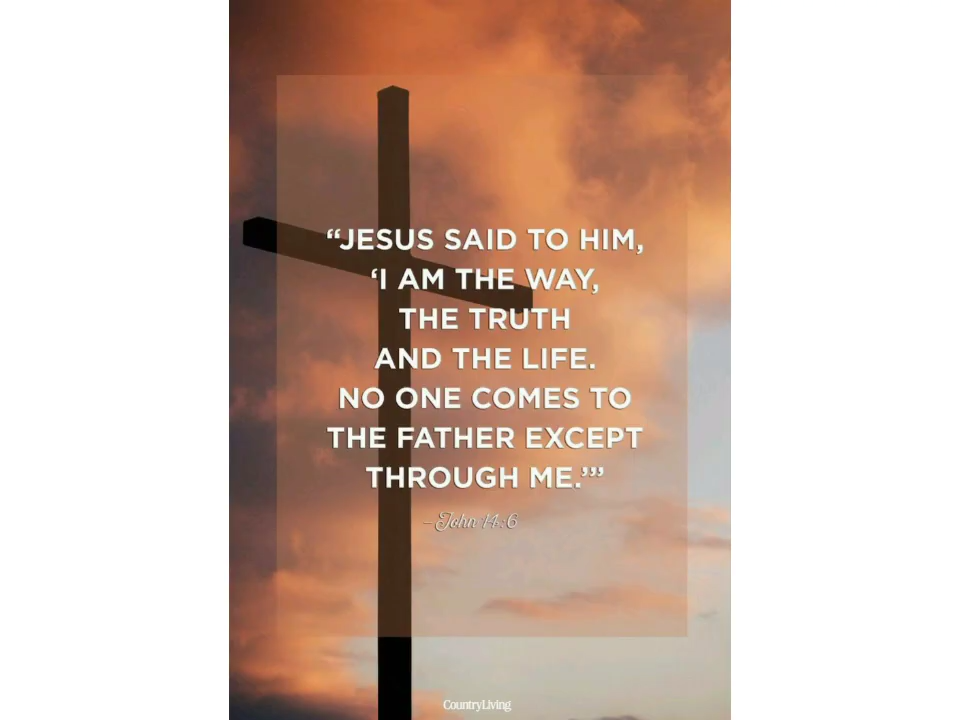 “JESUS SAID TO HIM,
‘I AM THE WAY,
THE TRUTH
AND THE LIFE.
NO ONE COMES TO
THE FATHER EXCEPT
THROUGH ME.’”
—John 14:6
CountryLiving